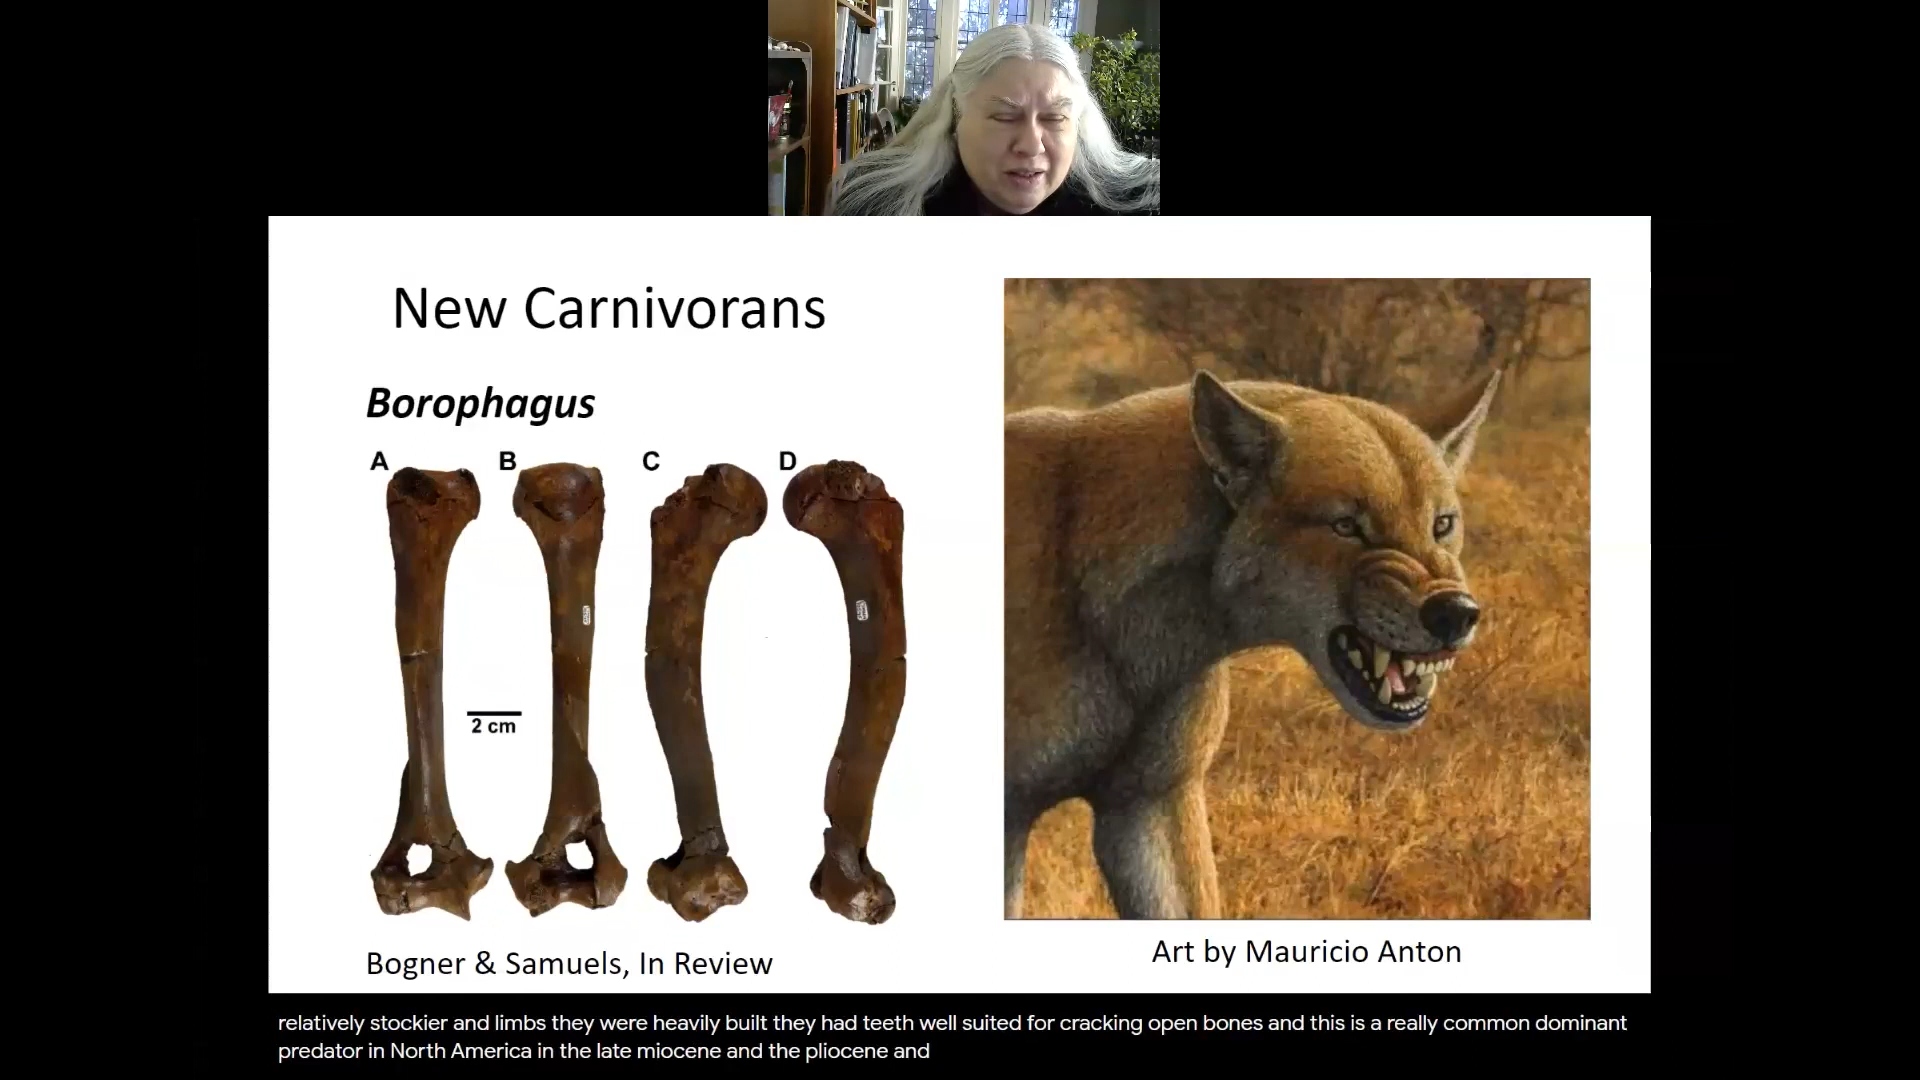 New Carnivorans
Borophagus
A B C D
2 cm
Bogner & Samuels, In Review
Art by Mauricio Anton
relatively stockier and limbs they were heavily built they had teeth well suited for cracking open bones and this is a really common dominant
predator in North America in the late miocene and the pliocene and